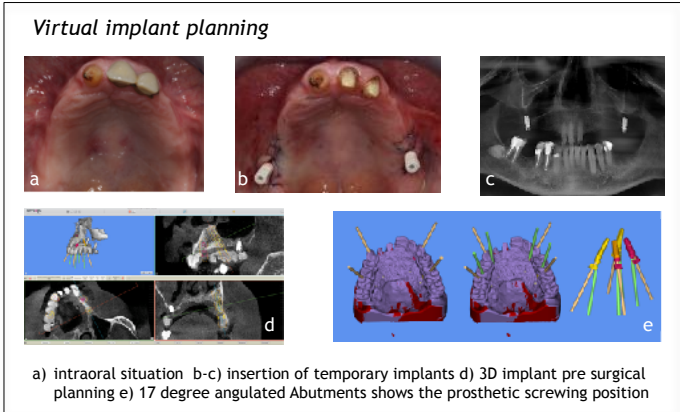 Virtual implant planning
a
b
c
d
e
a) intraoral situation b-c) insertion of temporary implants d) 3D implant pre surgical
planning e) 17 degree angulated Abutments shows the prosthetic screwing position